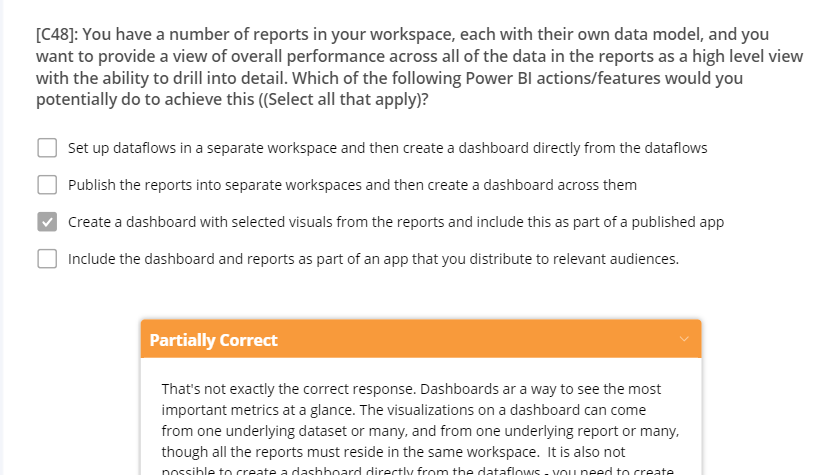 [C48]: You have a number of reports in your workspace, each with their own data model, and you
want to provide a view of overall performance across all of the data in the reports as a high level view
with the ability to drill into detail. Which of the following Power BI actions/features would you
potentially do to achieve this ((Select all that apply)?
Set up dataflows in a separate workspace and then create a dashboard directly from the dataflows
Publish the reports into separate workspaces and then create a dashboard across them
Create a dashboard with selected visuals from the reports and include this as part of a published app
Include the dashboard and reports as part of an app that you distribute to relevant audiences.
Partially Correct
That's not exactly the correct response. Dashboards ar a way to see the most
important metrics at a glance. The visualizations on a dashboard can come
from one underlying dataset or many, and from one underlying report or many,
though all the reports must reside in the same workspace. It is also not
possible to create a dashboard directly from the dataflows - you need to create